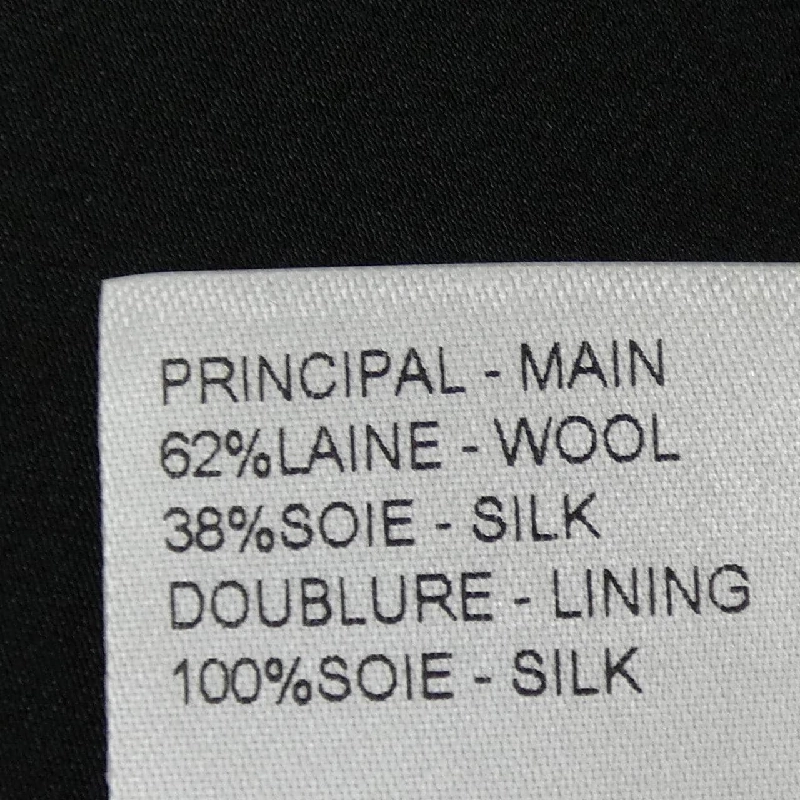 PRINCIPAL - MAIN
62%LAINE - WOOL
38%SOIE - SILK
DOUBLURE - LINING
100%SOIE - SILK